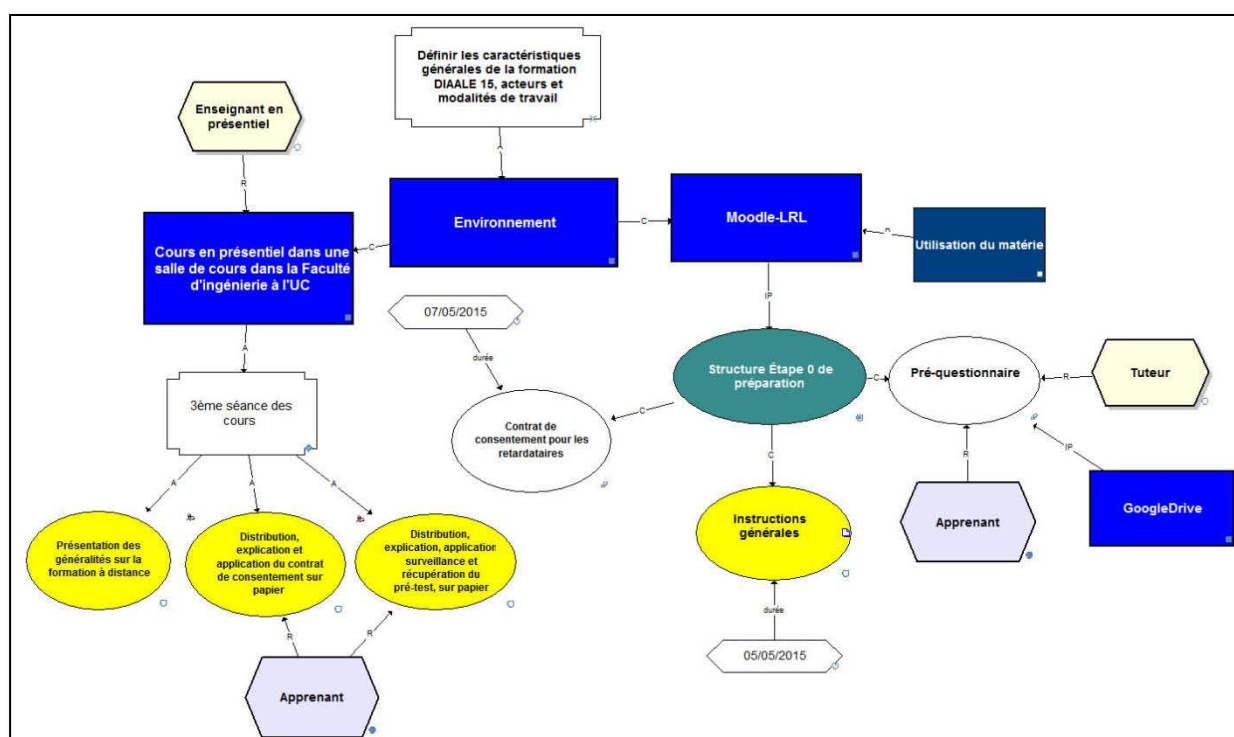 Définir les caractéristiques
générales de la formation
DIAALE 15, acteurs et
modalités de travail
Enseignant en
présentiel
R
C
Environnement
C
Moodle-LRL
Utilisation du matérie
Cours en présentiel dans une
salle de cours dans la Faculté
d'ingénierie à l'UC
IP
07/05/2015
durée
A
Structure Étape 0 de
préparation
C
Pré-questionnaire
R
Tuteur
3ème séance des
cours
C
Contrat de
consentement pour les
retardataires
C
R
IP
A
A
A
Apprenant
GoogleDrive
Instructions
générales
Présentation des
généralités sur la
formation à distance
Distribution,
explication et
application du contrat
de consentement sur
papier
Distribution,
explication, application
surveillance et
récupération du
pré-test, sur papier
durée
R
R
05/05/2015
Apprenant